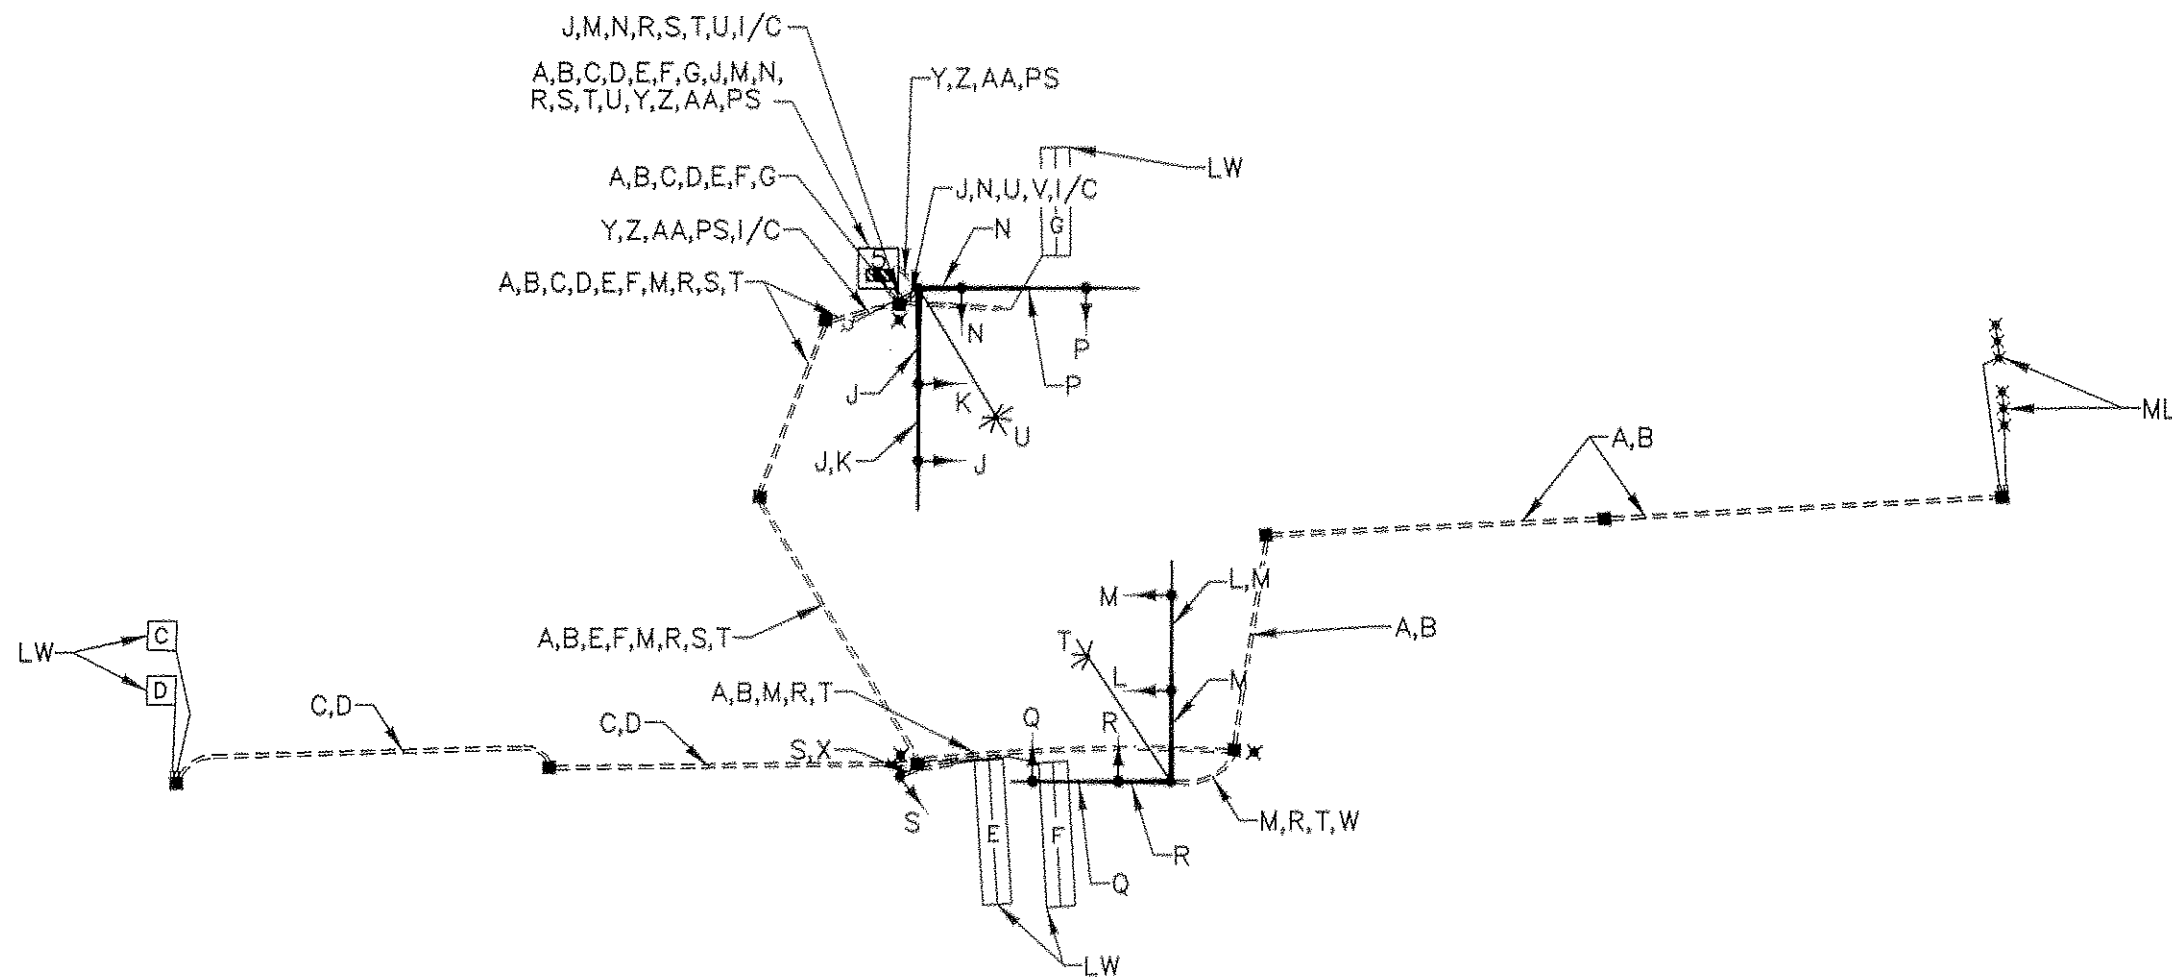 J,M,N,R,S,T,U,I/C
A,B,C,D,E,F,G,J,M,N,
R,S,T,U,Y,Z,AA,PS
Y,Z,AA,PS
A,B,C,D,E,F,G
LW
J,N,U,V,I/C
G
N
Y,Z,AA,PS,I/C
5
A,B,C,D,E,F,M,R,S,T
N
P
J
K
P
U
ML
J,K
J
A,B
M
L,M
A,B,E,F,M,R,S,T
T
A,B
LW
C
D
L
M
A,B,M,R,T
C,D
C,D
Q
R
S,X
S
M,R,T,W
E
F
R
Q
LW